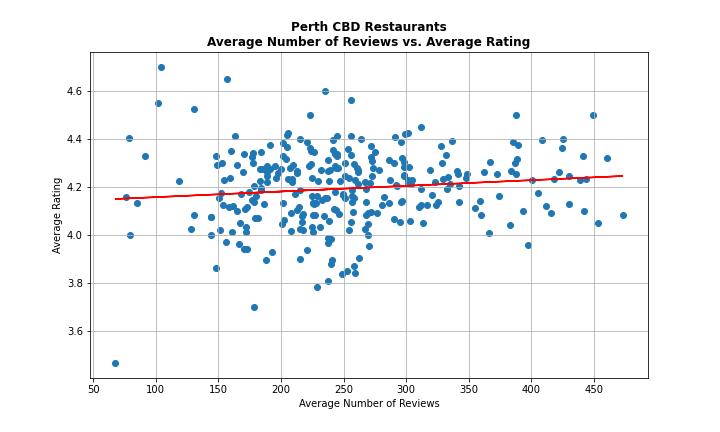 Perth CBD Restaurants
Average Number of Reviews vs. Average Rating
Average Rating
4.6
4.4
4.2
4.0
3.8
3.6
50 100 150 200 250 300 350 400 450
Average Number of Reviews